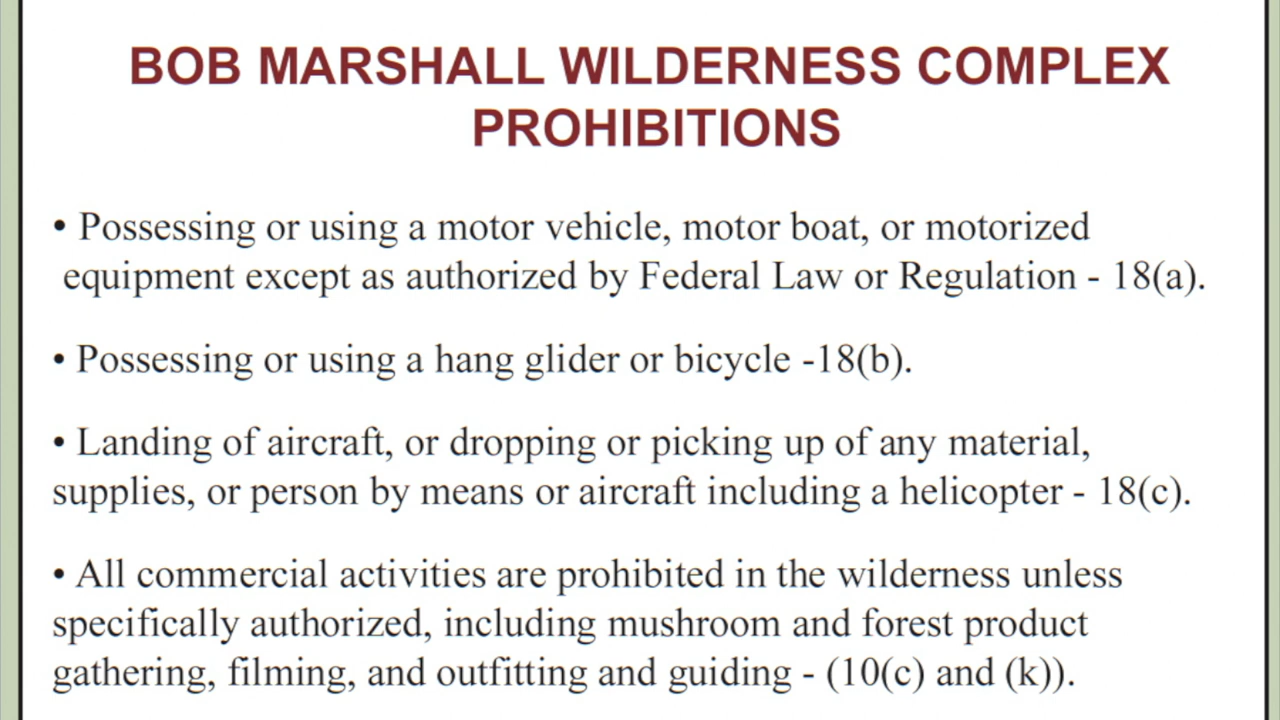 BOB MARSHALL WILDERNESS COMPLEX
PROHIBITIONS
• Possessing or using a motor vehicle, motor boat, or motorized
equipment except as authorized by Federal Law or Regulation - 18(a).
• Possessing or using a hang glider or bicycle -18(b).
• Landing of aircraft, or dropping or picking up of any material,
supplies, or person by means or aircraft including a helicopter - 18(c).
• All commercial activities are prohibited in the wilderness unless
specifically authorized, including mushroom and forest product
gathering, filming, and outfitting and guiding - (10(c) and (k)).